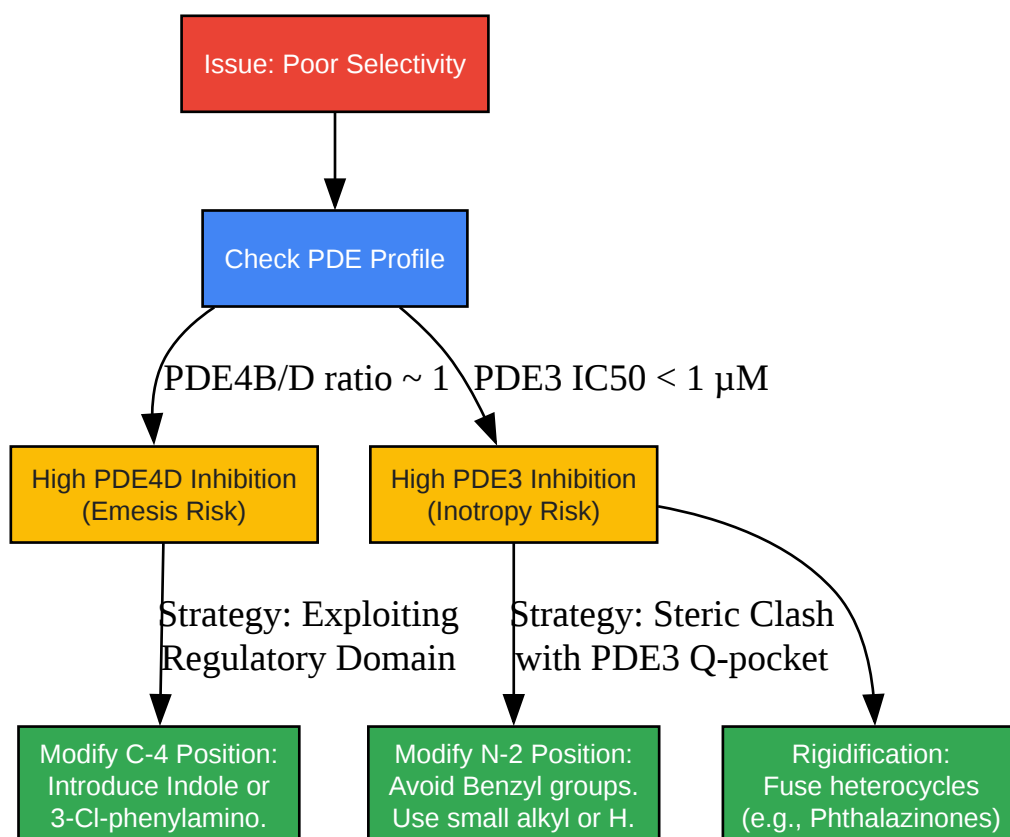 Issue: Poor Selectivity
Check PDE Profile
PDE4B/D ratio ~ 1
PDE3 IC50 < 1 µM
High PDE4D Inhibition
(Emesis Risk)
High PDE3 Inhibition
(Inotropy Risk)
Strategy: Exploiting
Regulatory Domain
Strategy: Steric Clash
with PDE3 Q-pocket
Modify C-4 Position:
Introduce Indole or
3-Cl-phenylamino.
Modify N-2 Position:
Avoid Benzyl groups.
Use small alkyl or H.
Rigidification:
Fuse heterocycles
(e.g., Phthalazinones)